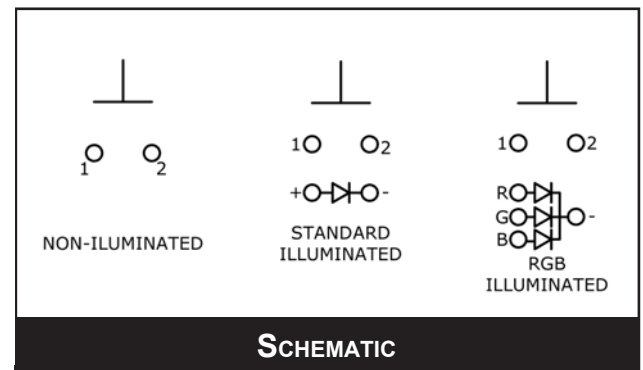 1 2
NON-ILUMINATED
1 2
+ -
STANDARD
ILLUMINATED
1 2
R
G -
B
RGB
ILLUMINATED
SCHEMATIC